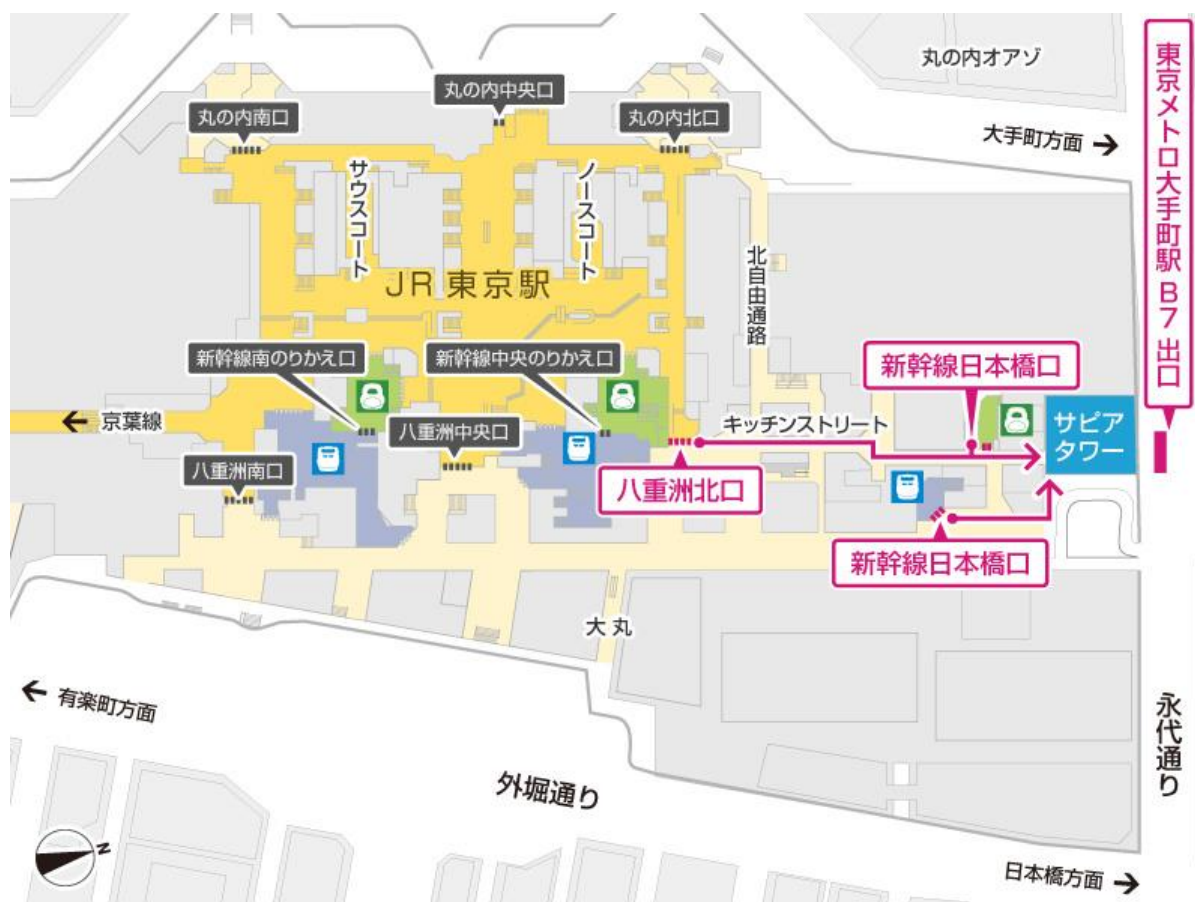 丸の内オアゾ
丸の内中央口
丸の内南口
丸の内北口
大手町方面
東京メトロ大手町駅 B7 出口
サウスコート
ノースコート
JR 東京駅
北自由通路
新幹線南のりかえ口
新幹線中央のりかえ口
新幹線日本橋口
京葉線
八重洲中央口
キッチンストリート
サピア
タワー
八重洲南口
八重洲北口
新幹線日本橋口
大丸
有楽町方面
永代通り
外堀通り
N
日本橋方面